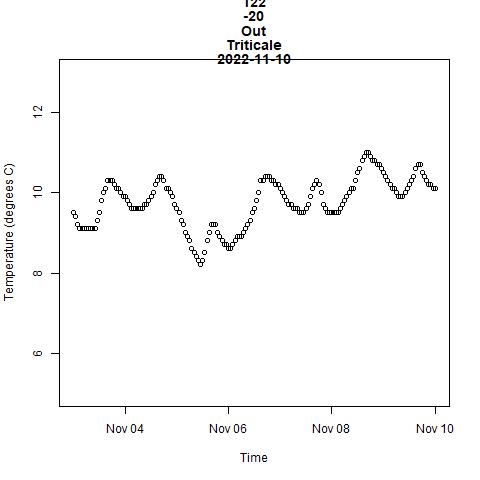 122
-20
Out
Triticale
2022-11-10
Temperature (degrees C)
12
10
8
6
Nov 04
Nov 06
Nov 08
Nov 10
Time